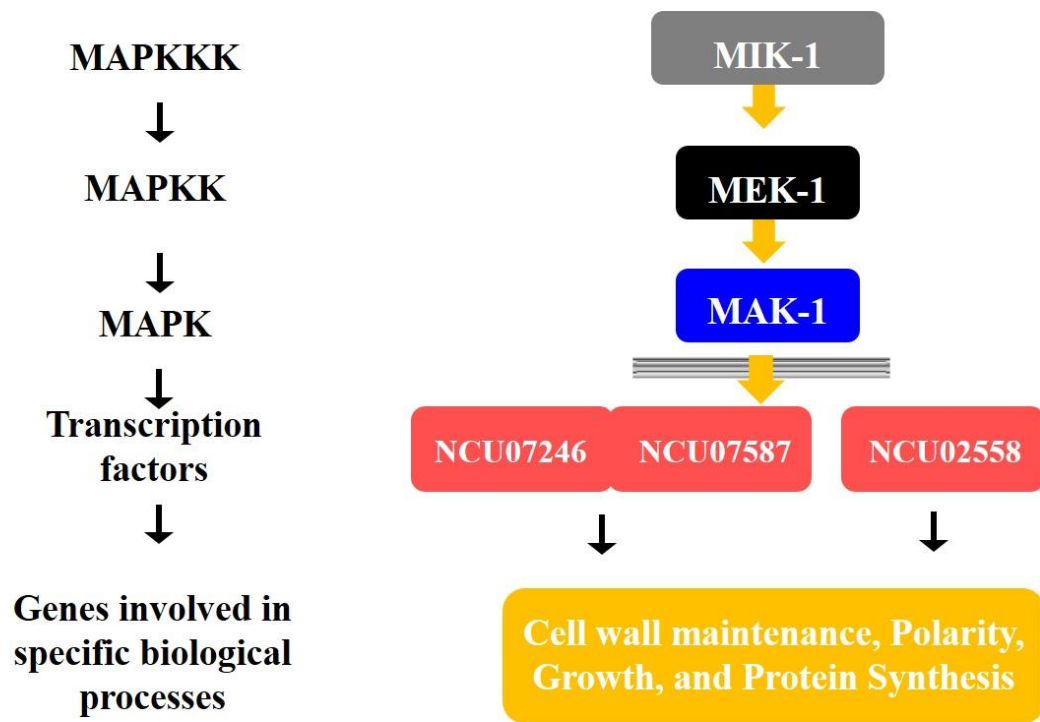 MAPKKK
MIK-1
MAPKK
MEK-1
MAPK
MAK-1
Transcription
factors
NCU07246
NCU07587
NCU02558
Genes involved in
specific biological
processes
Cell wall maintenance, Polarity,
Growth, and Protein Synthesis